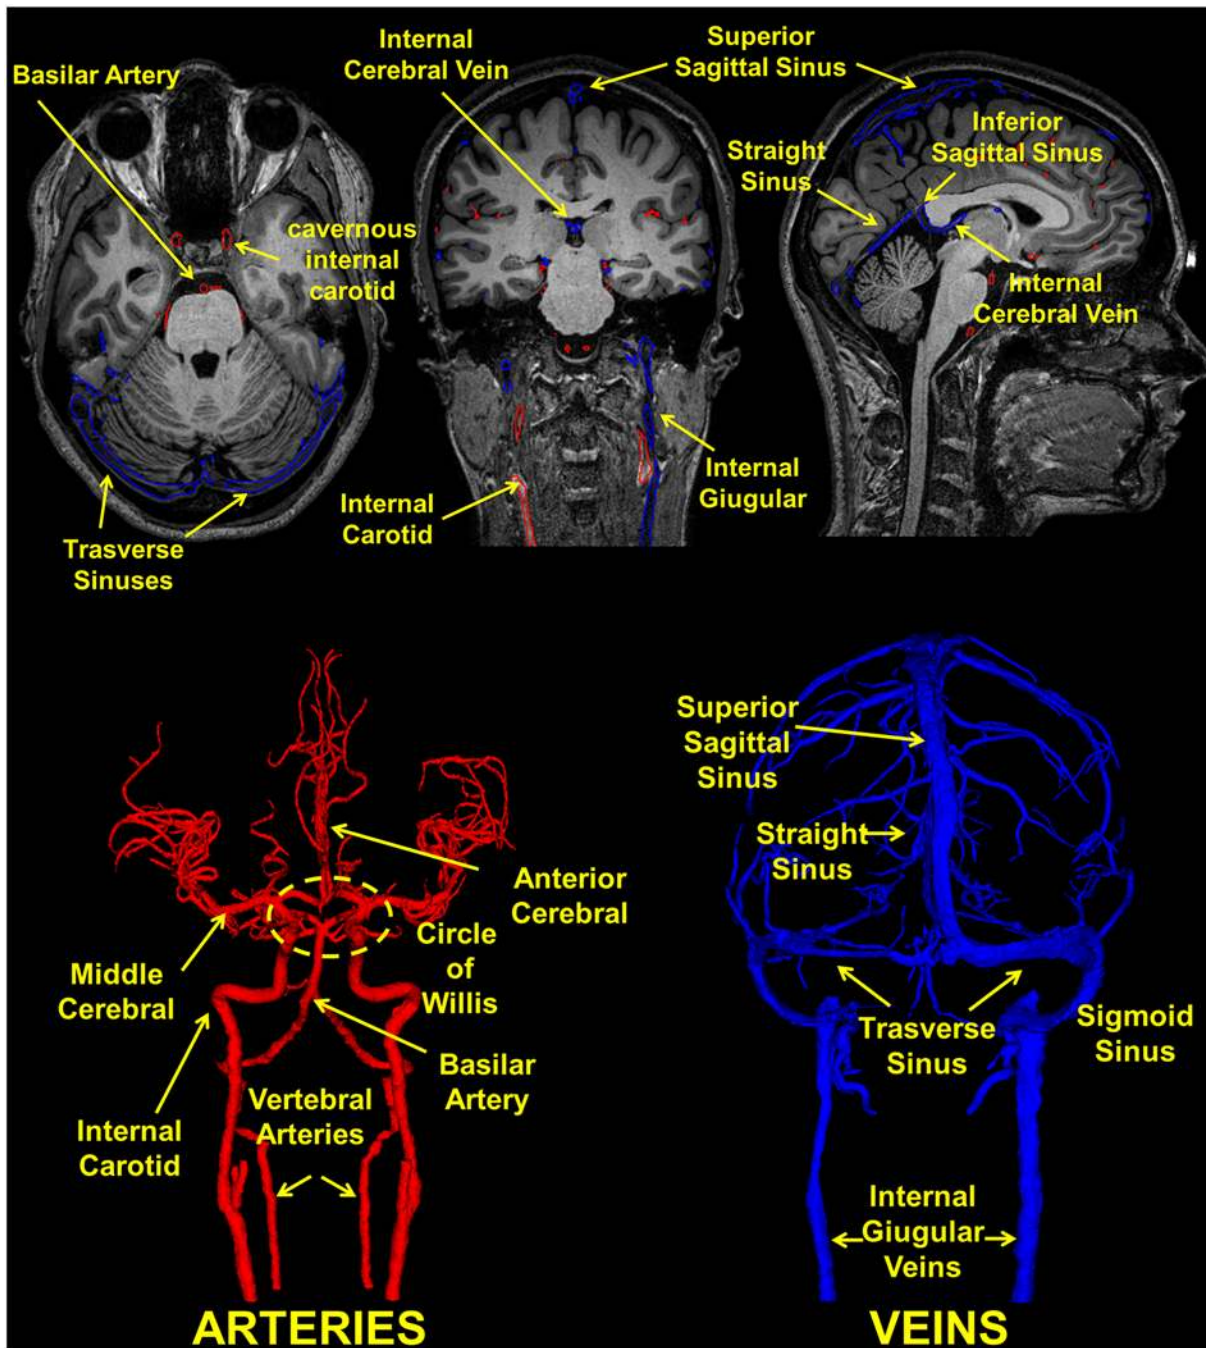 Basilar Artery
Internal
Cerebral Vein
Superior
Sagittal Sinus
Straight
Sinus
Inferior
Sagittal Sinus
cavernous
internal
carotid
Internal
Cerebral Vein
Internal
Carotid
Internal
Giugular
Trasverse
Sinuses
Anterior
Cerebral
Circle
of
Willis
Middle
Cerebral
Basilar
Artery
Vertebral
Arteries
Internal
Carotid
ARTERIES
Superior
Sagittal
Sinus
Straight
Sinus
Trasverse
Sinus
Sigmoid
Sinus
Internal
Giugular
Veins
VEINS